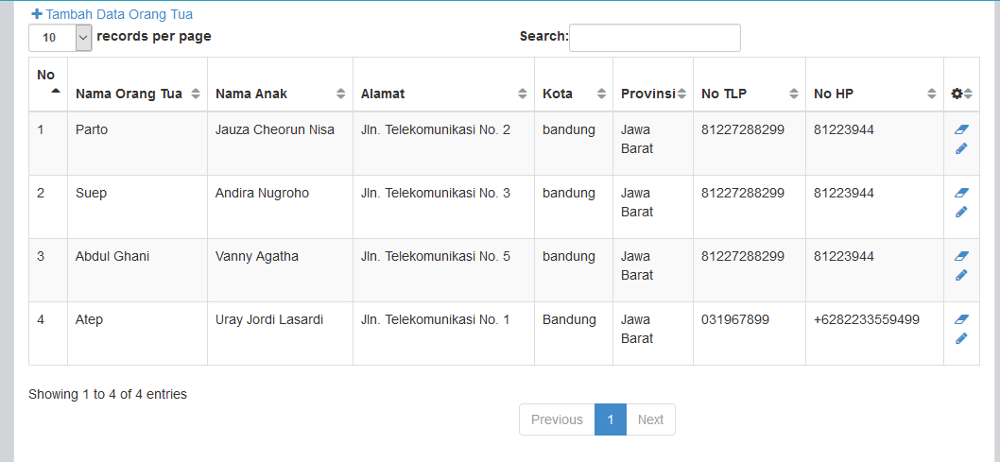 Tambah Data Orang Tua
10 records per page Search:
No Nama Orang Tua Nama Anak Alamat Kota Provinsi No TLP No HP
1 Parto Jauza Cheorun Nisa Jln. Telekomunikasi No. 2 bandung Jawa Barat 81227288299 81223944
2 Suep Andira Nugroho Jln. Telekomunikasi No. 3 bandung Jawa Barat 81227288299 81223944
3 Abdul Ghani Vanny Agatha Jln. Telekomunikasi No. 5 bandung Jawa Barat 81227288299 81223944
4 Atep Uray Jordi Lasardi Jln. Telekomunikasi No. 1 Bandung Jawa Barat 031967899 +6282233559499
Showing 1 to 4 of 4 entries
Previous 1 Next